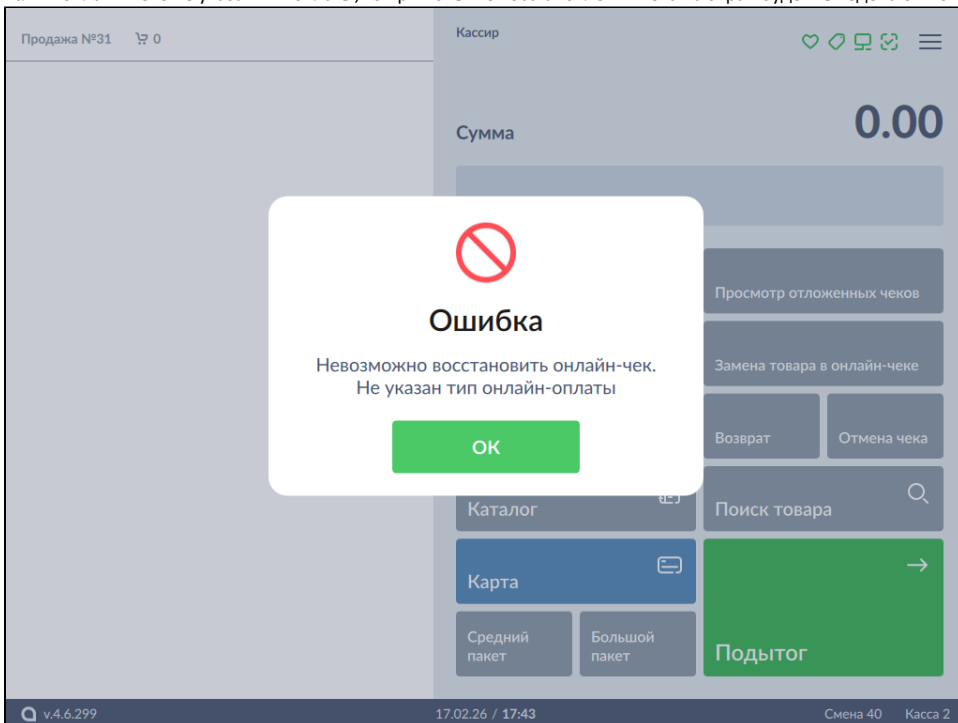 Продажа №31 0
Кассир
Сумма
0.00
Ошибка
Невозможно восстановить онлайн-чек.
Не указан тип онлайн-оплаты
ОК
Просмотр отложенных чеков
Замена товара в онлайн-чеке
Возврат
Отмена чека
Каталог
Поиск товара
Карта
Средний
пакет
Большой
пакет
Подытог
v.4.6.299
17.02.26 / 17:43
Смена 40 Касса 2